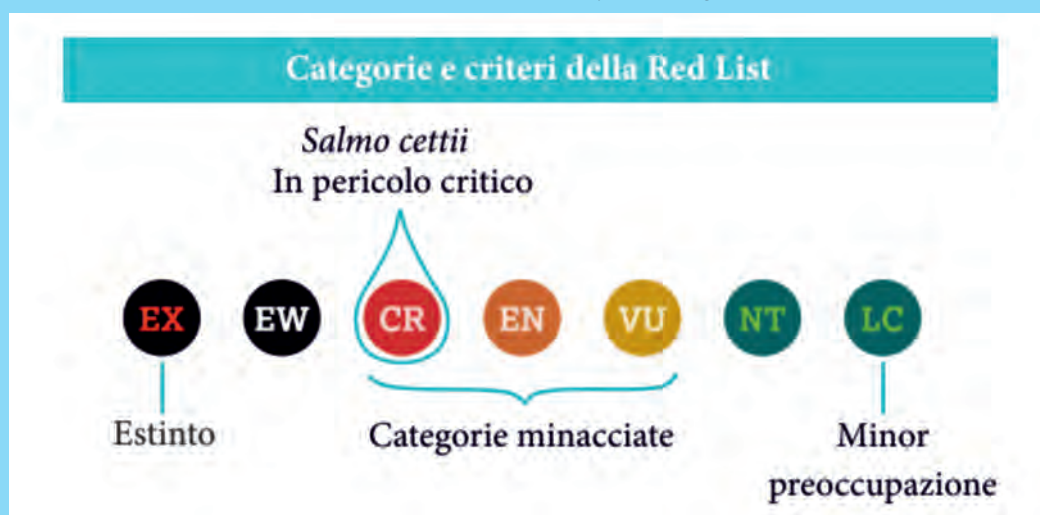 Categorie e criteri della Red List
Salmo cettii
In pericolo critico
EX EW CR EN VU NT LC
Estinto
Categorie minacciate
Minor
preoccupazione